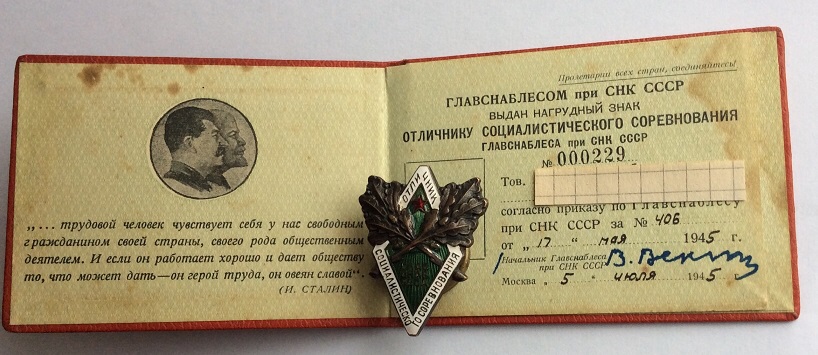 „... трудовой человек чувствует себя у нас свободным
гражданином своей страны, своего рода общественным
деятелем. И если он работает хорошо и дает обществу
то, что может дать—он герой труда, он овеян славой“.
(И. СТАЛИН)
Пролетарии всех стран, соединяйтесь!
ГЛАВСНАБЛЕСОМ при СНК СССР
ВЫДАН НАГРУДНЫЙ ЗНАК
ОТЛИЧНИКУ СОЦИАЛИСТИЧЕСКОГО СОРЕВНОВАНИЯ
ГЛАВСНАБЛЕСА при СНК СССР
№ 000229
Тов.
согласно приказу по Главснаблесу
при СНК СССР за № 406
от „ 17 “ мая 1945 г.
Начальник Главснаблеса
при СНК СССР
Москва . 5 " июля 1945 г.
ОТЛИЧНИК
СОЦИАЛИСТИЧЕСКОГО СОРЕВНОВАНИЯ